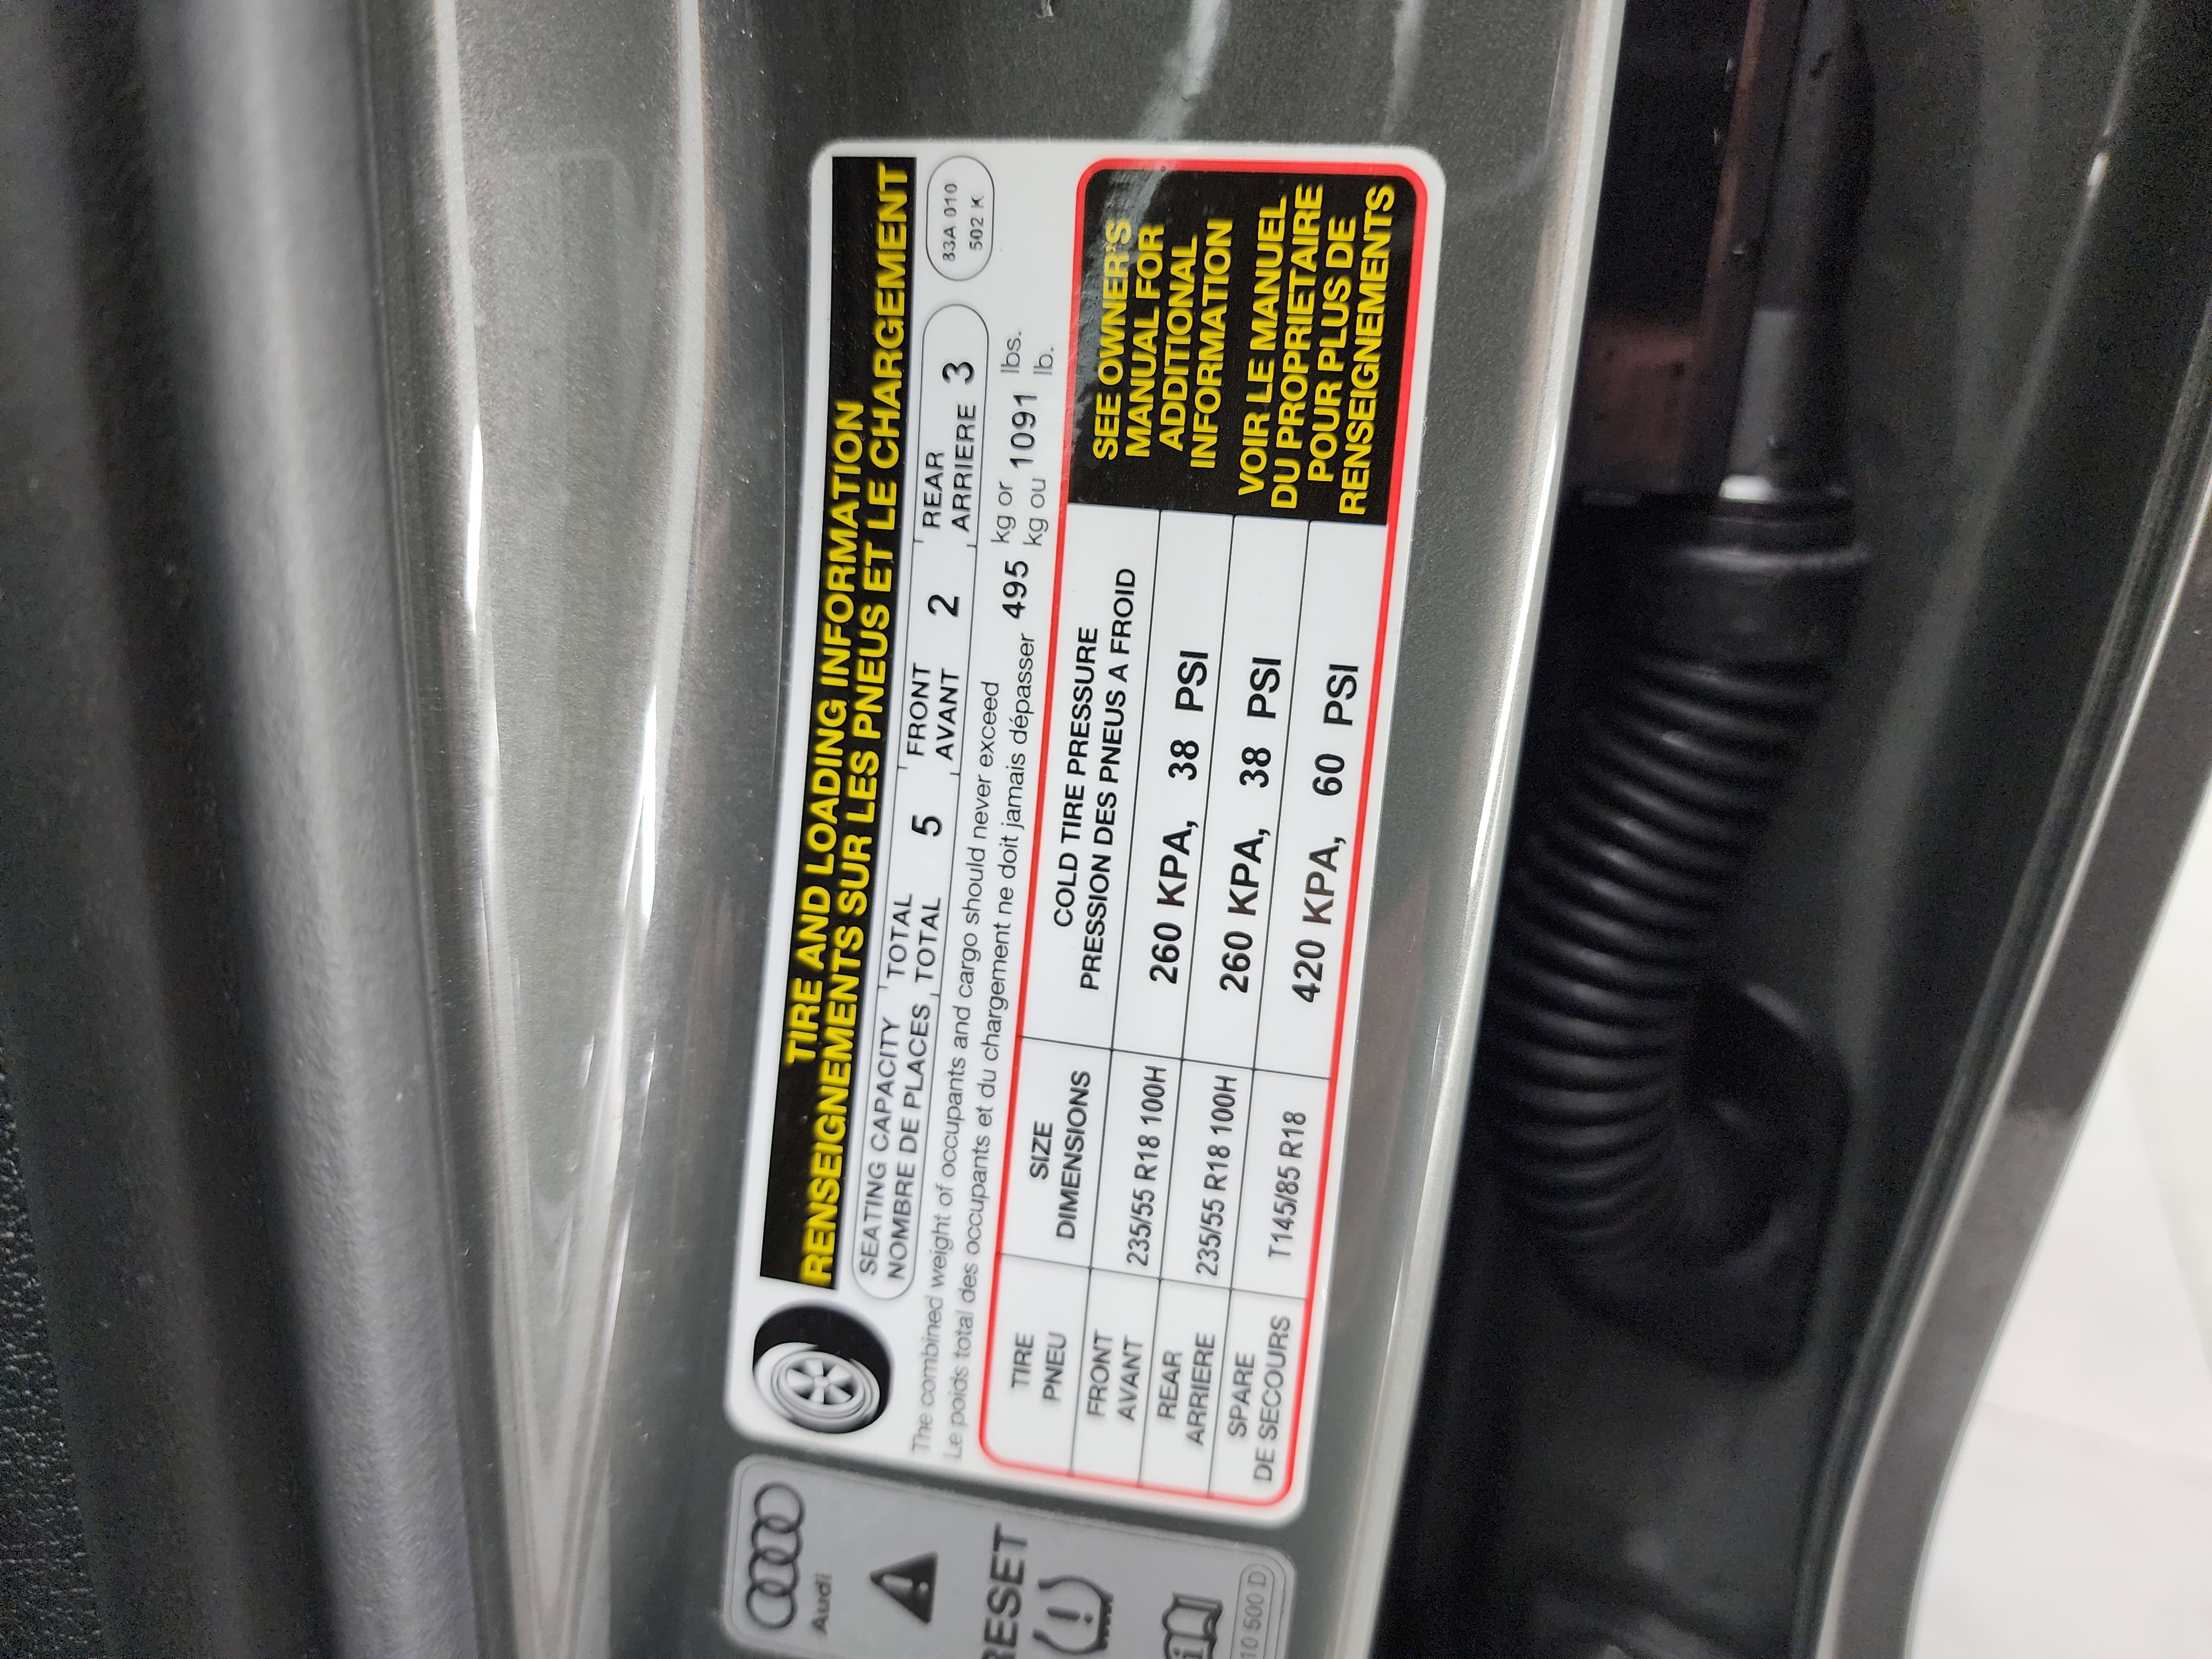 TIRE AND LOADING INFORMATION
RENSEIGNEMENTS SUR LES PNEUS ET LE CHARGEMENT
SEATING CAPACITY TOTAL 5 FRONT 2 REAR 3
NOMBRE DE PLACES TOTAL AVANT ARRIERE
83A 010
502 K
The combined weight of occupants and cargo should never exceed 495 kg or 1091 lbs.
Le poids total des occupants et du chargement ne doit jamais dépasser kg ou lb.
TIRE SIZE COLD TIRE PRESSURE
PNEU DIMENSIONS PRESSION DES PNEUS A FROID
FRONT 235/55 R18 100H 260 KPA, 38 PSI
AVANT
REAR 235/55 R18 100H 260 KPA, 38 PSI
ARRIERE
SPARE T145/85 R18 420 KPA, 60 PSI
DE SECOURS
SEE OWNER'S
MANUAL FOR
ADDITIONAL
INFORMATION
VOIR LE MANUEL
DU PROPRIETAIRE
POUR PLUS DE
RENSEIGNEMENTS
Audi
RESET
10 500 D